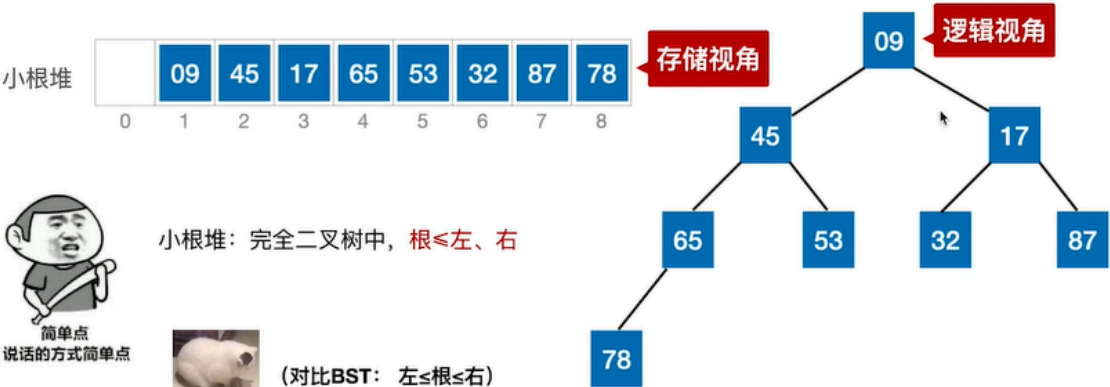 小根堆
09 45 17 65 53 32 87 78
0 1 2 3 4 5 6 7 8
存储视角
逻辑视角
09
45 17
65 53 32 87
78
小根堆：完全二叉树中，根≤左、右
简单点
说话的方式简单点
（对比BST： 左≤根≤右）